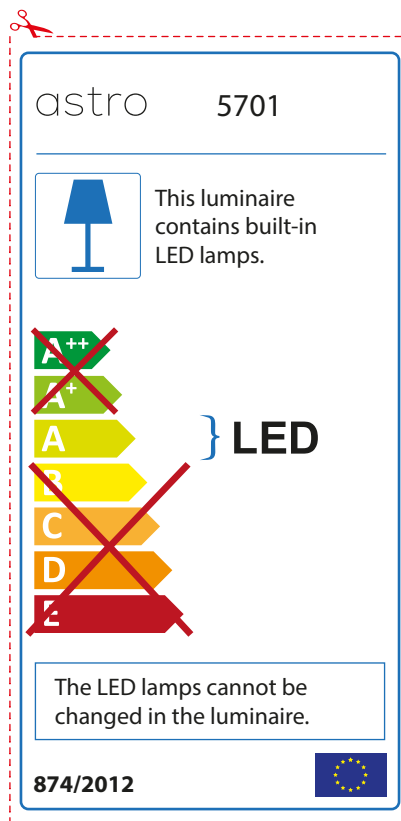 astro 5701
This luminaire
contains built-in
LED lamps.
A++
A+
A
LED
B
C
D
E
The LED lamps cannot be
changed in the luminaire.
874/2012